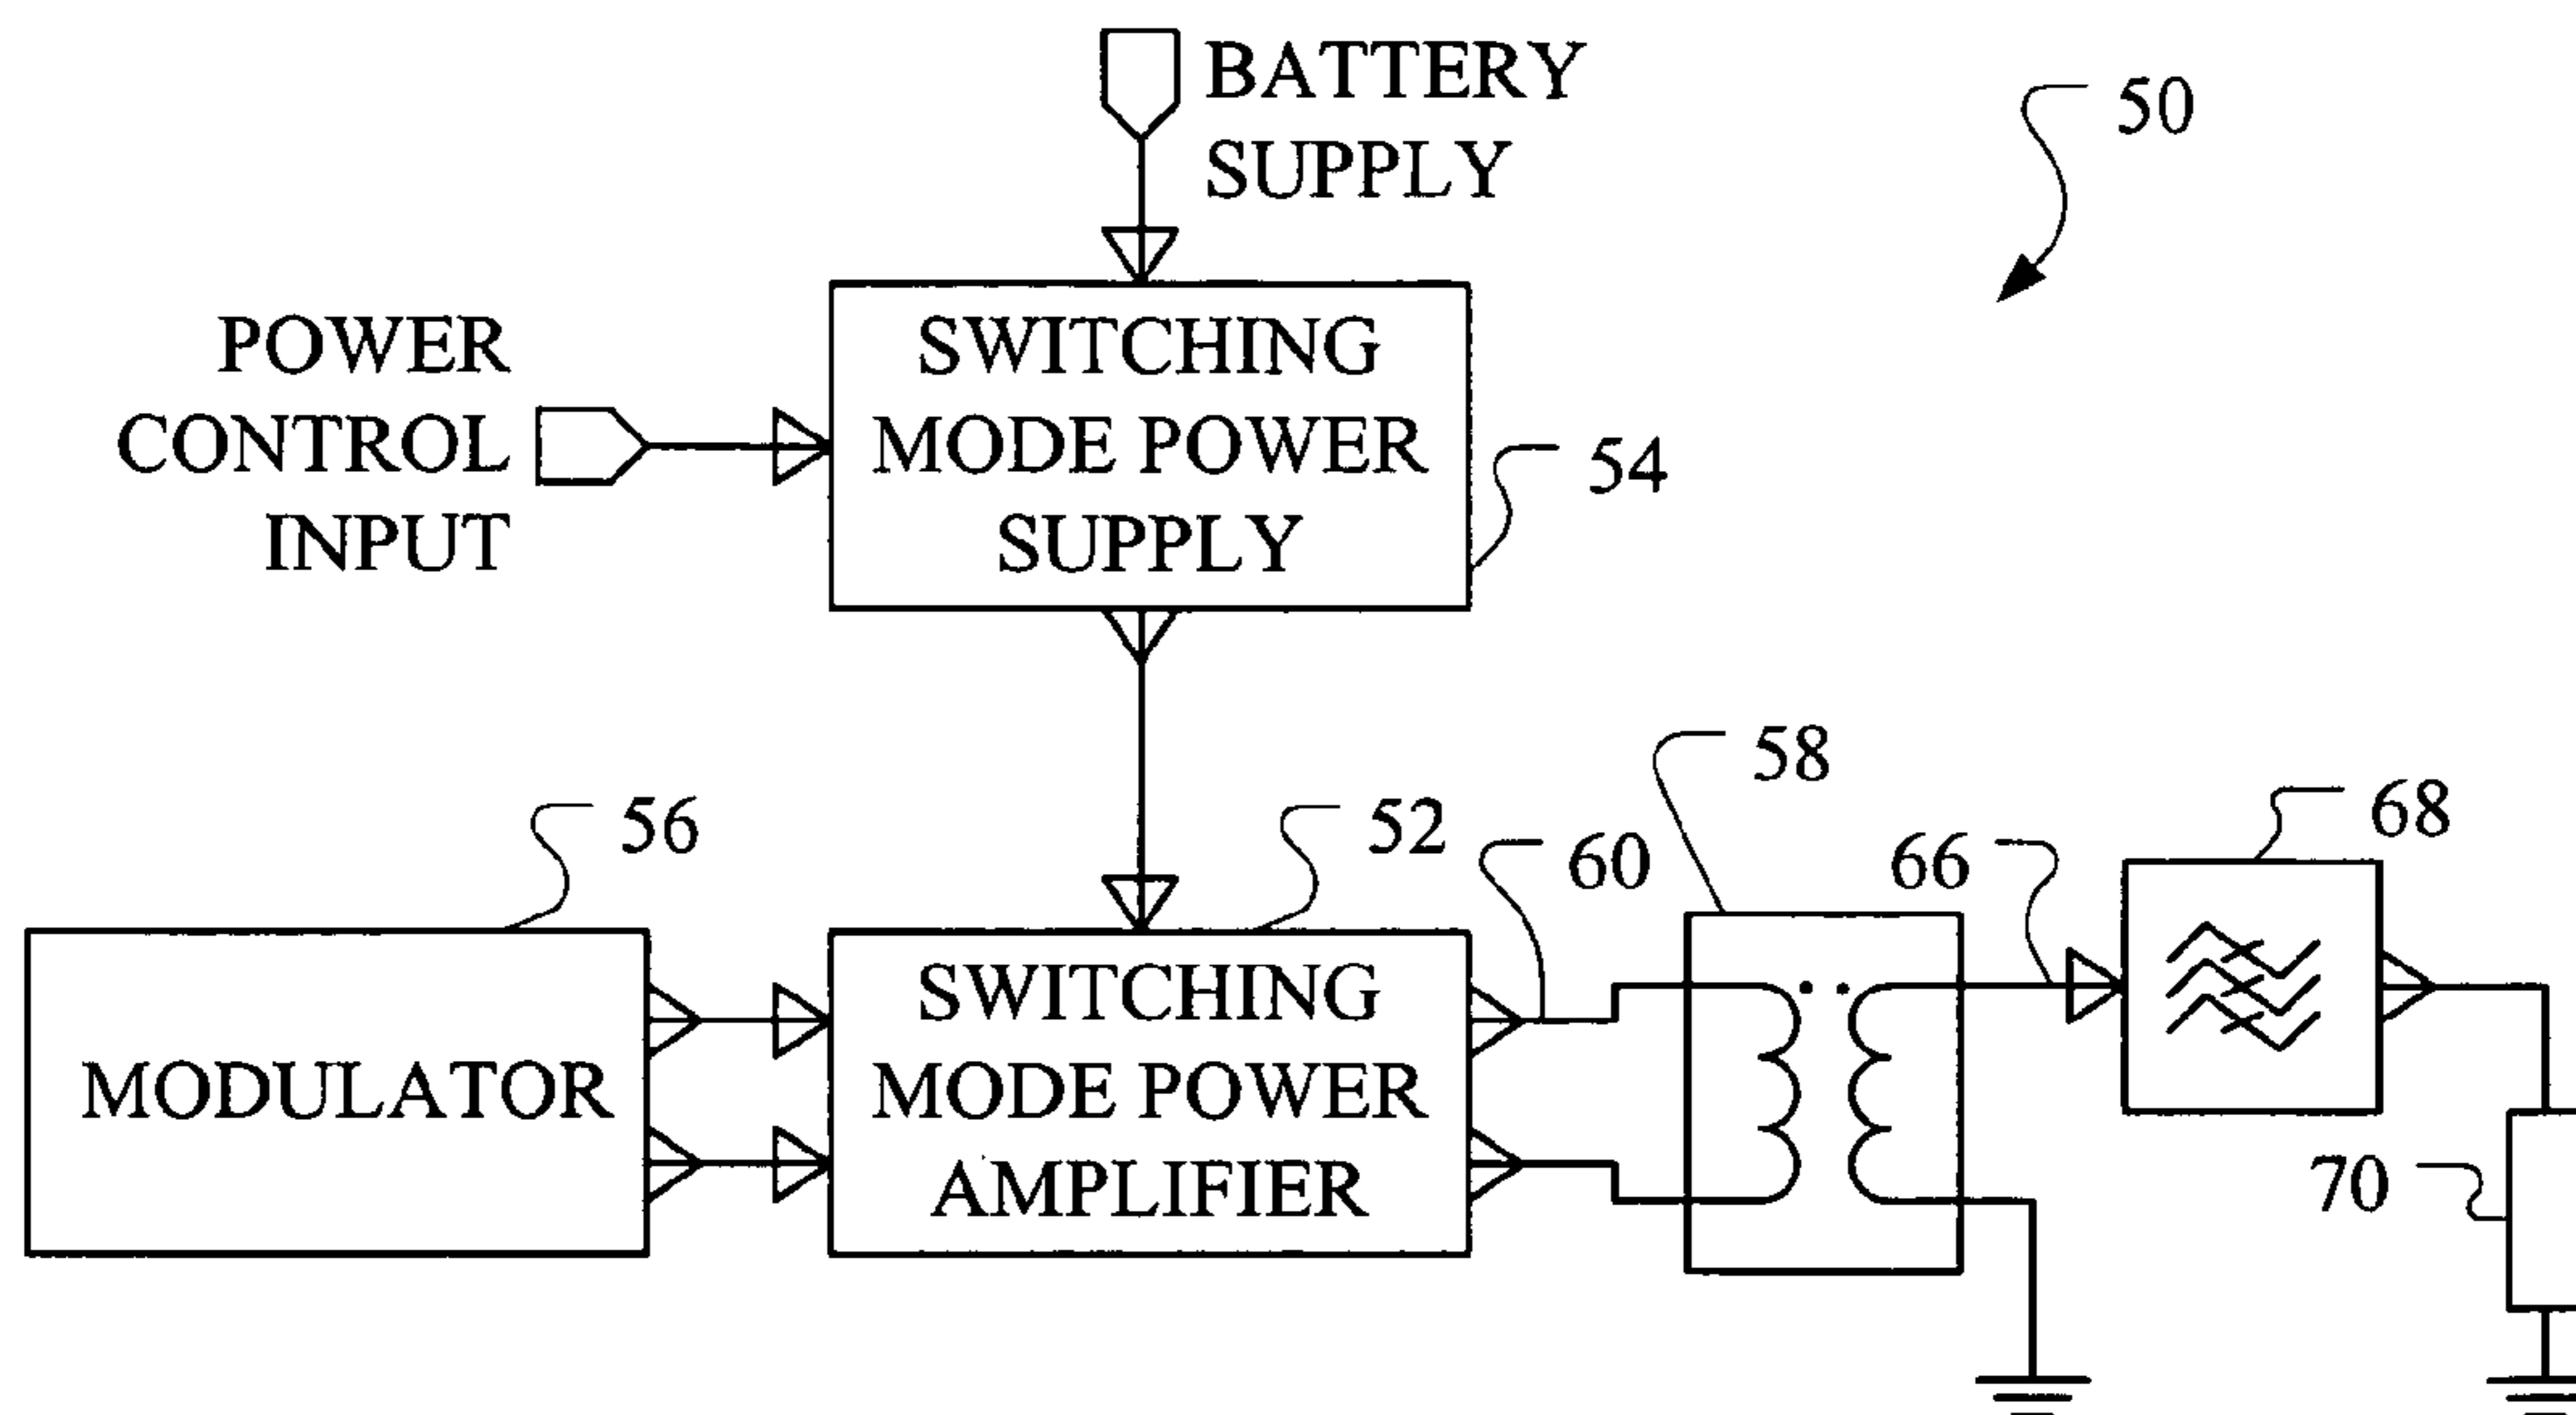 BATTERY
SUPPLY
50
POWER
CONTROL
INPUT
SWITCHING
MODE POWER
SUPPLY
54
56
52
60
58
66
68
MODULATOR
SWITCHING
MODE POWER
AMPLIFIER
70